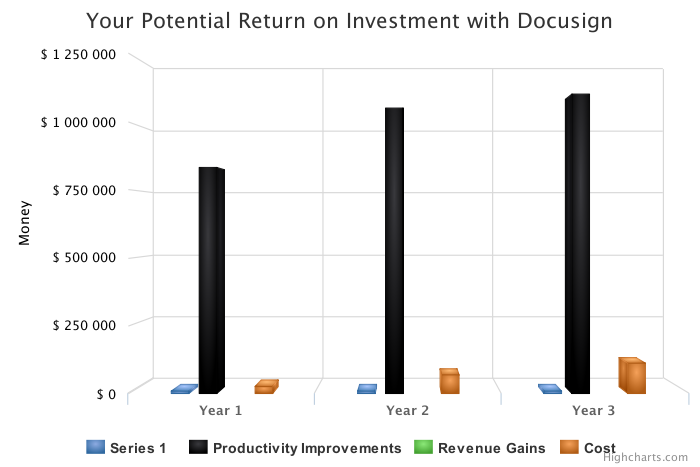 Your Potential Return on Investment with Docusign
$ 1 250 000
$ 1 000 000
$ 750 000
$ 500 000
$ 250 000
$ 0
Money
Year 1
Year 2
Year 3
Series 1
Productivity Improvements
Revenue Gains
Cost
Highcharts.com